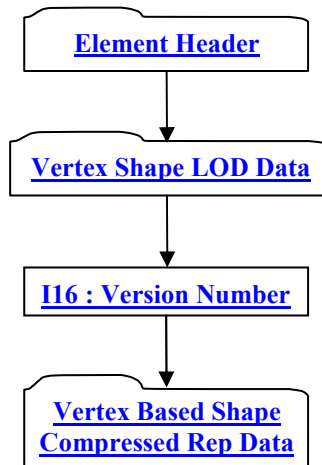 Element Header
Vertex Shape LOD Data
I16 : Version Number
Vertex Based Shape
Compressed Rep Data